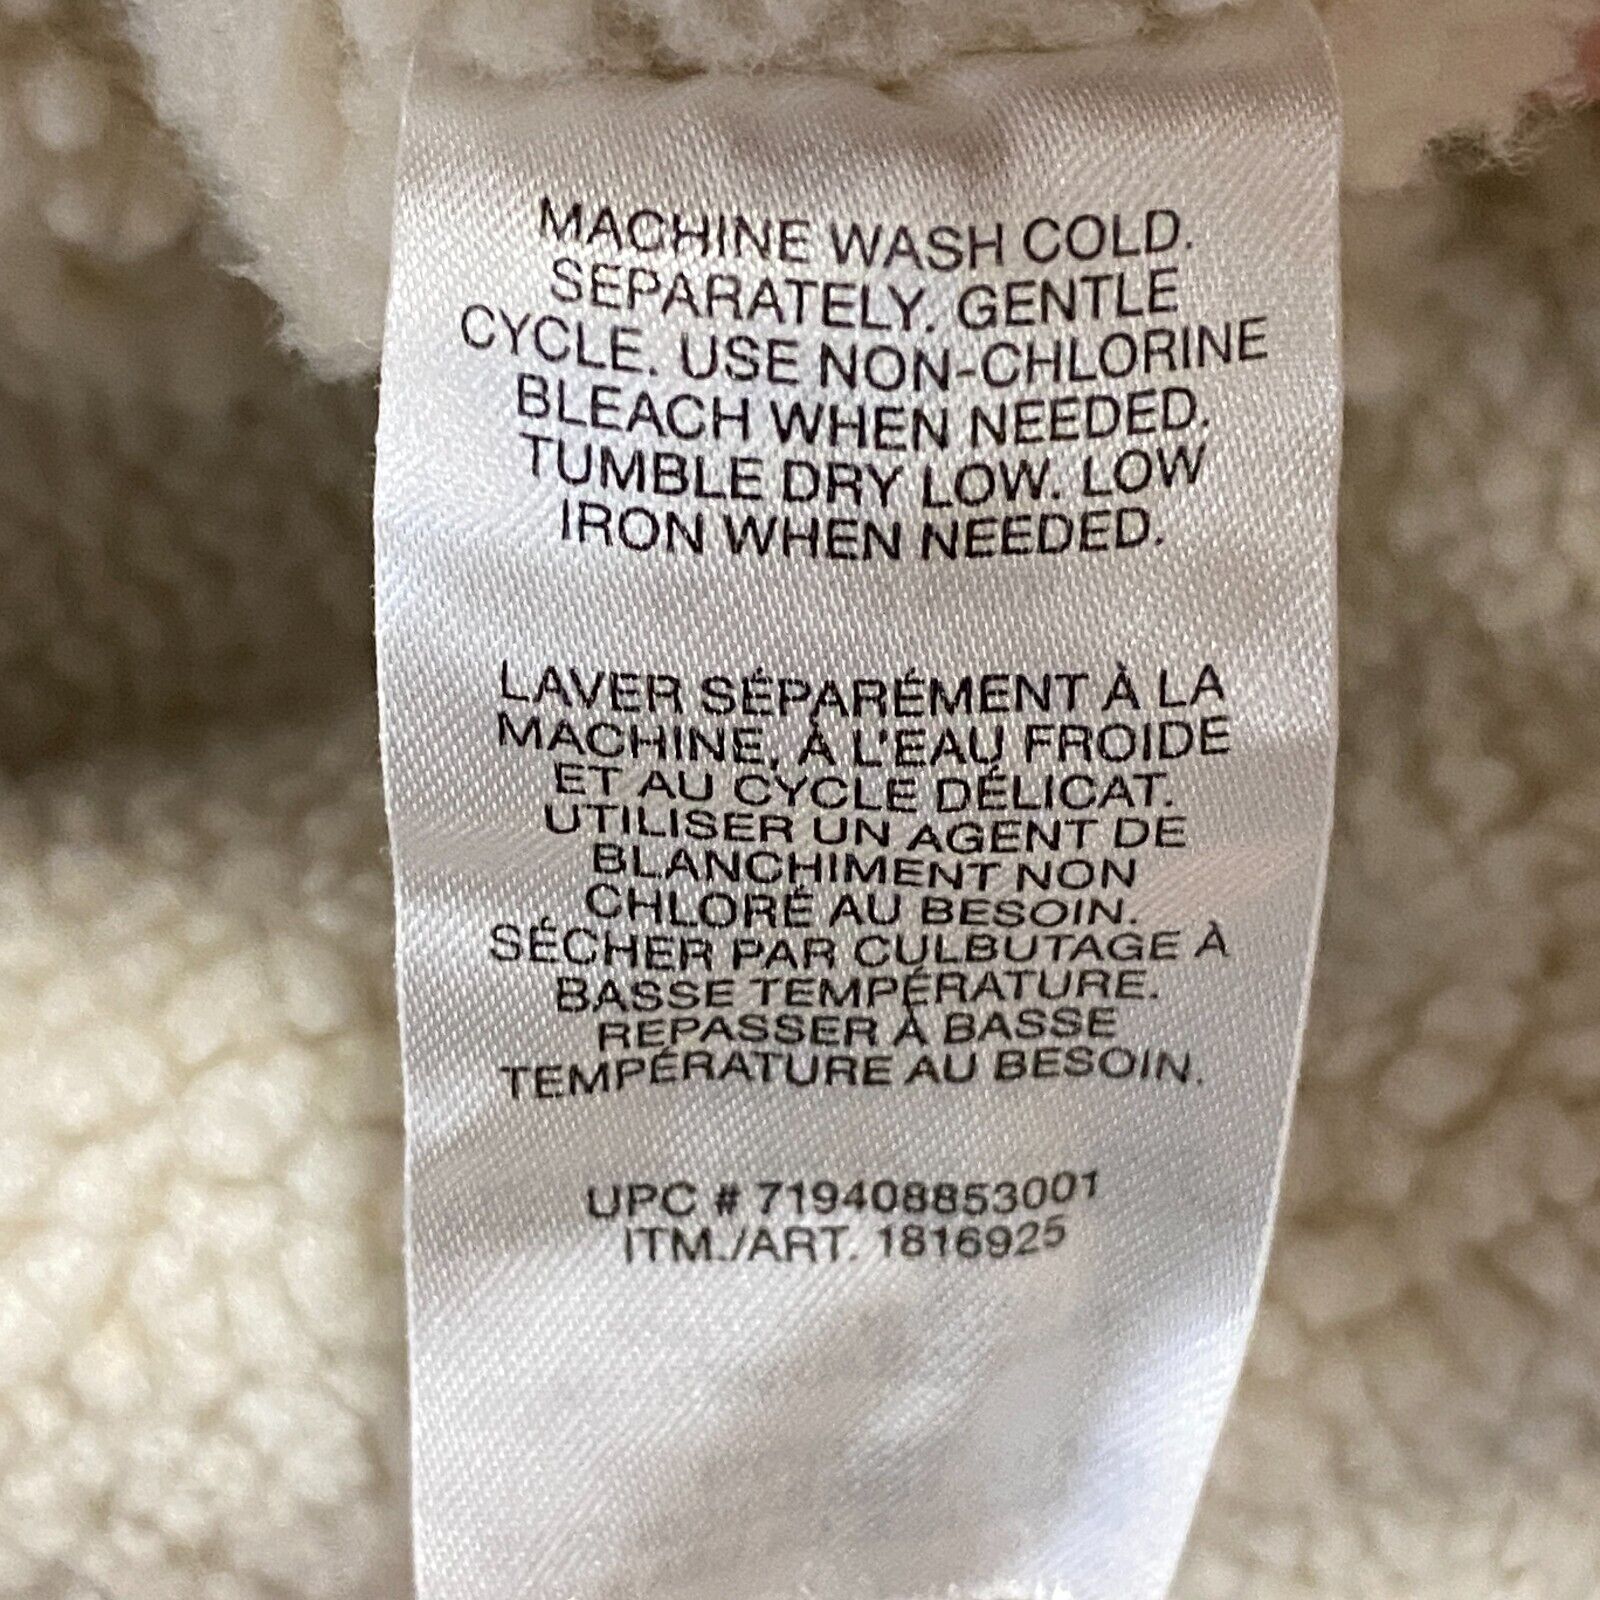 MACHINE WASH COLD.
SEPARATELY. GENTLE
CYCLE. USE NON-CHLORINE
BLEACH WHEN NEEDED.
TUMBLE DRY LOW. LOW
IRON WHEN NEEDED.
LAVER SÉPARÉMENT À LA
MACHINE, À L'EAU FROIDE
ET AU CYCLE DÉLICAT.
UTILISER UN AGENT DE
BLANCHIMENT NON
CHLORÉ AU BESOIN.
SÉCHER PAR CULBUTAGE À
BASSE TEMPÉRATURE.
REPASSER À BASSE
TEMPÉRATURE AU BESOIN.
UPC # 719408853001
ITM./ART. 1816925